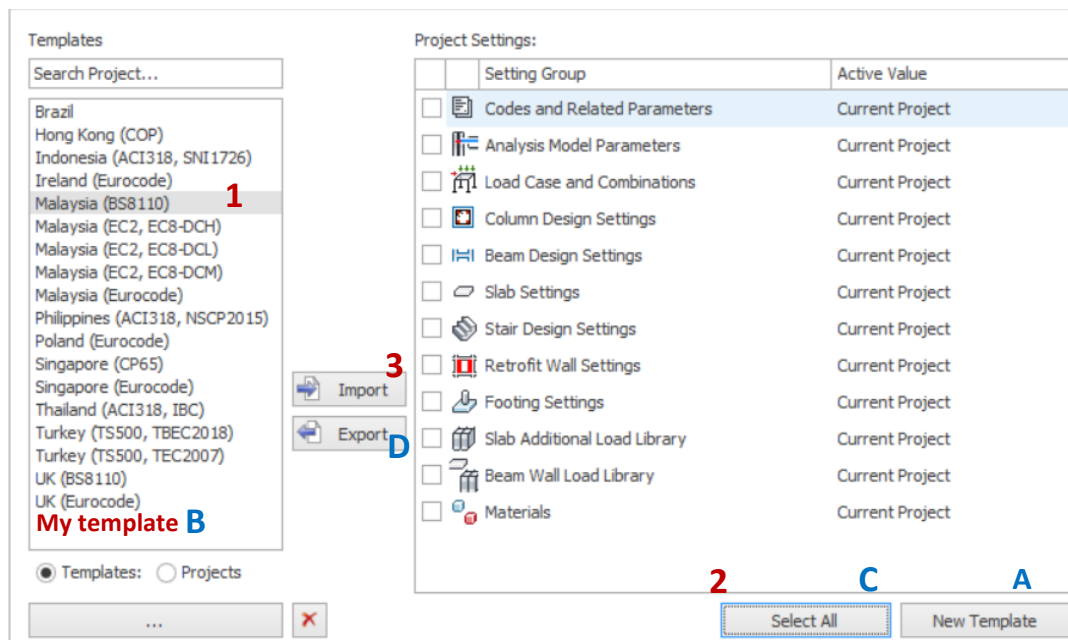 Templates
Search Project...
Brazil
Hong Kong (COP)
Indonesia (ACI318, SNI1726)
Ireland (Eurocode)
1
Malaysia (BS8110)
Malaysia (EC2, EC8-DCH)
Malaysia (EC2, EC8-DCL)
Malaysia (EC2, EC8-DCM)
Malaysia (Eurocode)
Philippines (ACI318, NSCP2015)
Poland (Eurocode)
Singapore (CP65)
Singapore (Eurocode)
Thailand (ACI318, IBC)
Turkey (TS500, TBEC2018)
Turkey (TS500, TEC2007)
UK (BS8110)
UK (Eurocode)
My template B
Templates: Projects
...
3
Import
Export
D
Project Settings:
Setting Group Active Value
Codes and Related Parameters Current Project
Analysis Model Parameters Current Project
Load Case and Combinations Current Project
Column Design Settings Current Project
Beam Design Settings Current Project
Slab Settings Current Project
Stair Design Settings Current Project
Retrofit Wall Settings Current Project
Footing Settings Current Project
Slab Additional Load Library Current Project
Beam Wall Load Library Current Project
Materials Current Project
2 C A
Select All New Template